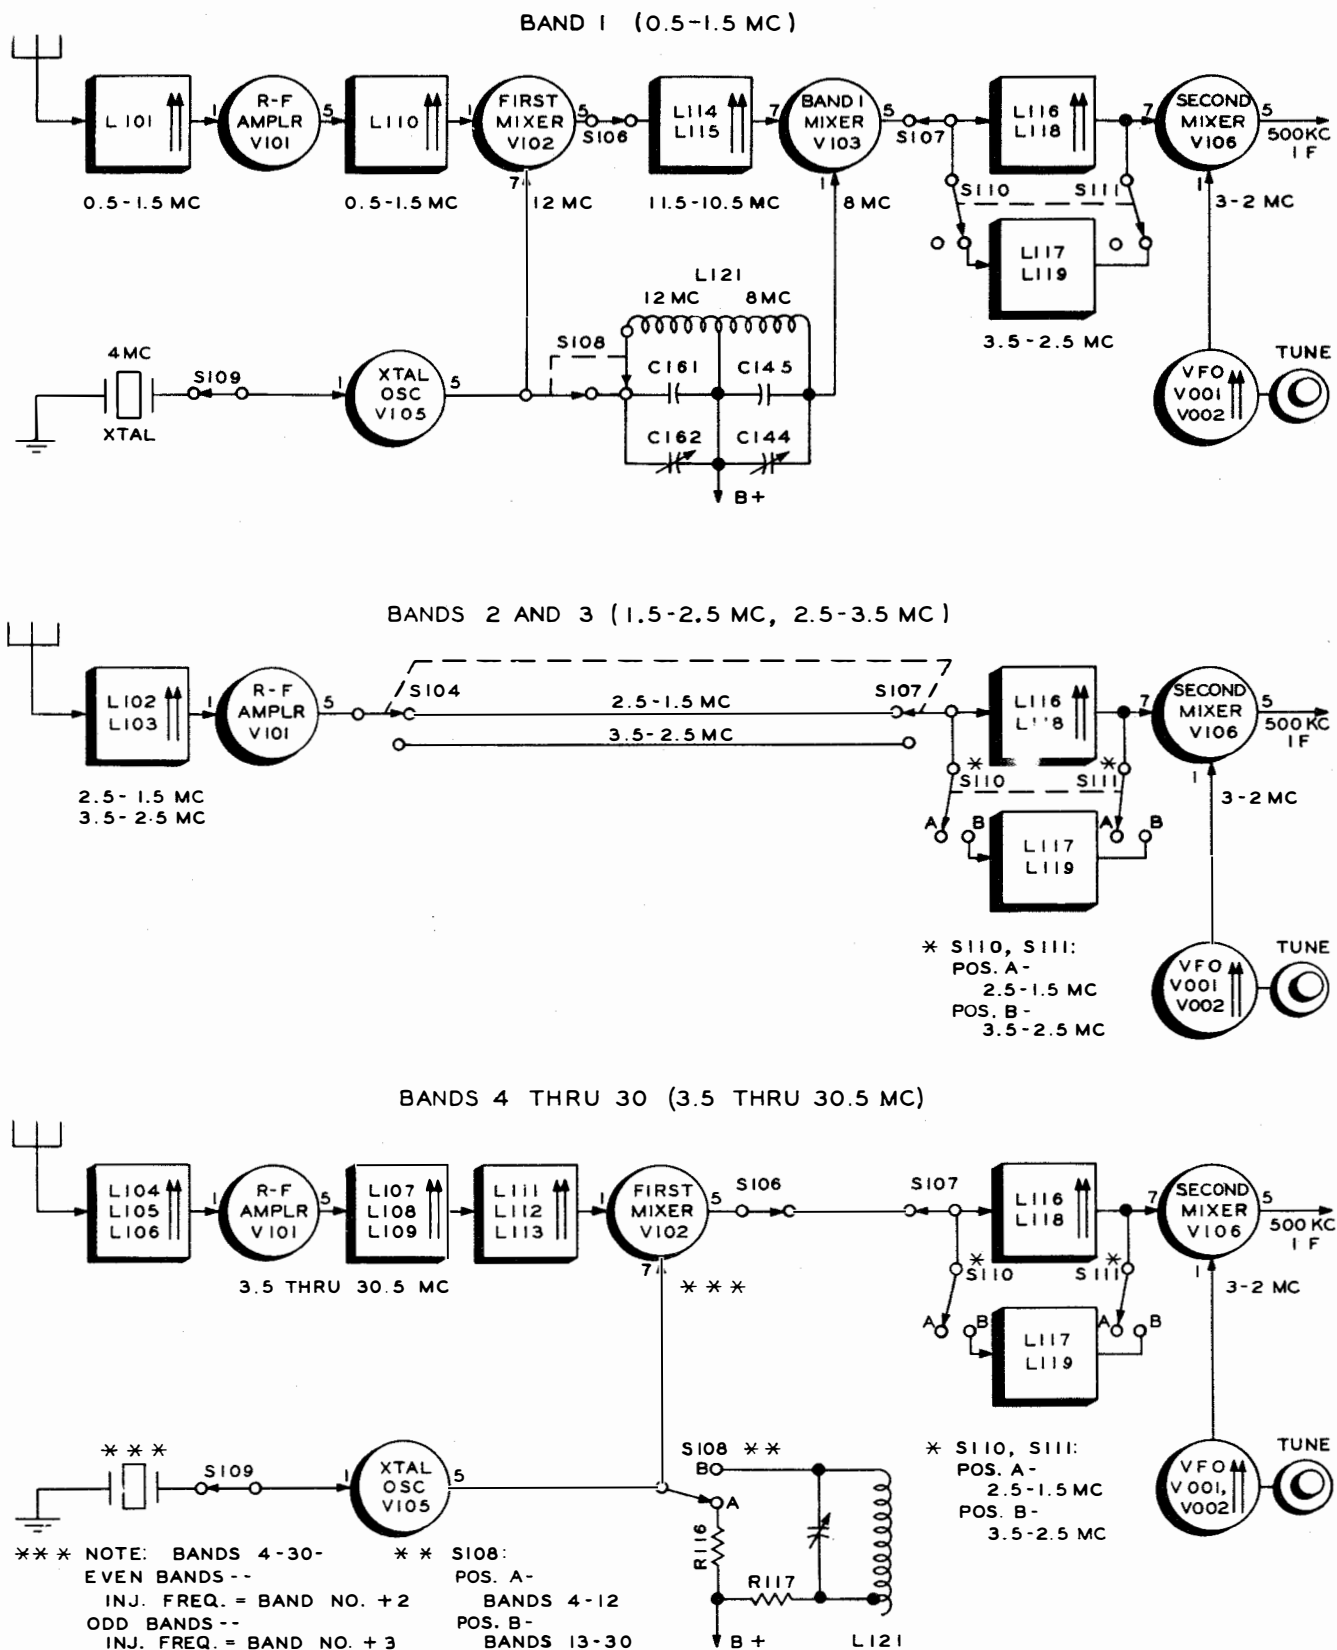 BAND 1 (0.5-1.5 MC)
L101
1
R-F
AMPLR
V101
5
L110
1
FIRST
MIXER
V102
5
S106
L114
L115
7
BAND 1
MIXER
V103
5
S107
L116
L118
7
SECOND
MIXER
V106
5
500KC
IF
0.5-1.5 MC
0.5-1.5 MC
7
12 MC
11.5-10.5 MC
1
8 MC
S110
S111
1
3-2 MC
L117
L119
3.5-2.5 MC
L121
12 MC
8MC
4MC
XTAL
S109
1
XTAL
OSC
V105
5
S108
C161
C145
C162
C144
B+
VFO
V001
V002
TUNE
BANDS 2 AND 3 (1.5-2.5 MC, 2.5-3.5 MC)
L102
L103
1
R-F
AMPLR
V101
5
S104
2.5-1.5 MC
3.5-2.5 MC
S107
L116
L118
7
SECOND
MIXER
V106
5
500KC
IF
2.5-1.5 MC
3.5-2.5 MC
*
S110
*
S111
1
3-2 MC
A
B
A
B
L117
L119
* S110, S111:
POS. A-
2.5-1.5 MC
POS. B-
3.5-2.5 MC
VFO
V001
V002
TUNE
BANDS 4 THRU 30 (3.5 THRU 30.5 MC)
L104
L105
L106
1
R-F
AMPLR
V101
5
L107
L108
L109
L111
L112
L113
1
FIRST
MIXER
V102
5
S106
S107
L116
L118
7
SECOND
MIXER
V106
5
500 KC
IF
3.5 THRU 30.5 MC
7
***
*
S110
*
S111
1
3-2 MC
A
B
A
B
L117
L119
***
S109
1
XTAL
OSC
V105
5
S108 **
B
A
R116
R117
B+
L121
* S110, S111:
POS. A-
2.5-1.5 MC
POS. B-
3.5-2.5 MC
VFO
V001,
V002
TUNE
*** NOTE: BANDS 4-30-
EVEN BANDS--
INJ. FREQ. = BAND NO. +2
ODD BANDS--
INJ. FREQ. = BAND NO. +3
** S108:
POS. A-
BANDS 4-12
POS. B-
BANDS 13-30